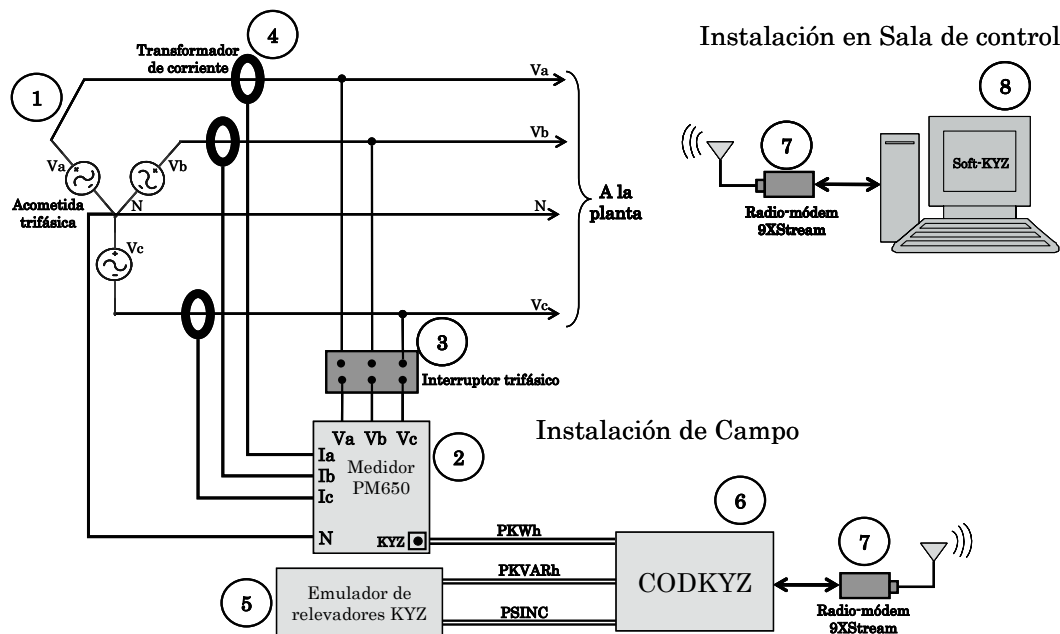 Instalación en Sala de control
4
Transformador
de corriente
1
Va
Vb
N
Vc
Va
Vb
N
Vc
Acometida
trifásica
A la
planta
8
7
Soft-KYZ
Radio-módem
9XStream
3
Interruptor trifásico
Instalación de Campo
Va Vb Vc
Ia
Ib
Ic
N
Medidor
PM650
KYZ
2
PKWh
PKVARh
PSINC
6
CODKYZ
7
Radio-módem
9XStream
5
Emulador de
relevadores KYZ